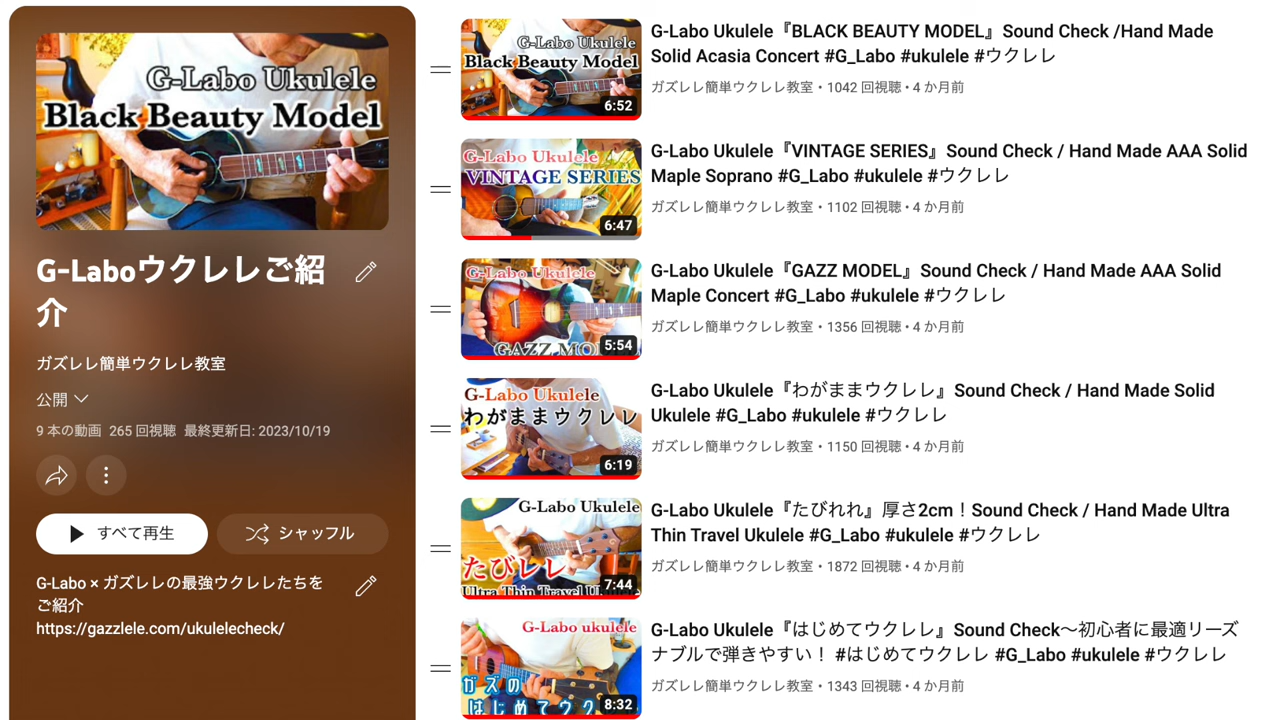 G-Labo Ukulele
Black Beauty Model
G-Laboウクレレご紹
介
ガズレレ簡単ウクレレ教室
公開
9 本の動画 265 回視聴 最終更新日: 2023/10/19
すべて再生
シャッフル
G-Labo × ガズレレの最強ウクレレたちを
ご紹介
https://gazzlele.com/ukulelecheck/
G-Labo Ukulele
Black Beauty Model
6:52
G-Labo Ukulele『BLACK BEAUTY MODEL』Sound Check /Hand Made
Solid Acasia Concert #G_Labo #ukulele #ウクレレ
ガズレレ簡単ウクレレ教室・1042 回視聴・4 か月前
G-Labo Ukulele
VINTAGE SERIES
6:47
G-Labo Ukulele『VINTAGE SERIES』Sound Check / Hand Made AAA Solid
Maple Soprano #G_Labo #ukulele #ウクレレ
ガズレレ簡単ウクレレ教室・1102 回視聴・4 か月前
G-Labo Ukulele
GAZZ MO
5:54
G-Labo Ukulele『GAZZ MODEL』Sound Check / Hand Made AAA Solid
Maple Concert #G_Labo #ukulele #ウクレレ
ガズレレ簡単ウクレレ教室・1356 回視聴・4 か月前
G-Labo Ukulele
わがままウクレレ
6:19
G-Labo Ukulele『わがままウクレレ』Sound Check / Hand Made Solid
Ukulele #G_Labo #ukulele #ウクレレ
ガズレレ簡単ウクレレ教室・1150 回視聴・4 か月前
G-Labo Ukulele
たびレレ
Ultra Thin Travel
7:44
G-Labo Ukulele『たびれれ』厚さ2cm！Sound Check / Hand Made Ultra
Thin Travel Ukulele #G_Labo #ukulele #ウクレレ
ガズレレ簡単ウクレレ教室・1872 回視聴・4 か月前
G-Labo ukulele
ガズの
はじめてウク
8:32
G-Labo Ukulele『はじめてウクレレ』Sound Check〜初心者に最適リーズ
ナブルで弾きやすい！ #はじめてウクレレ #G_Labo #ukulele #ウクレレ
ガズレレ簡単ウクレレ教室・1343 回視聴・4 か月前